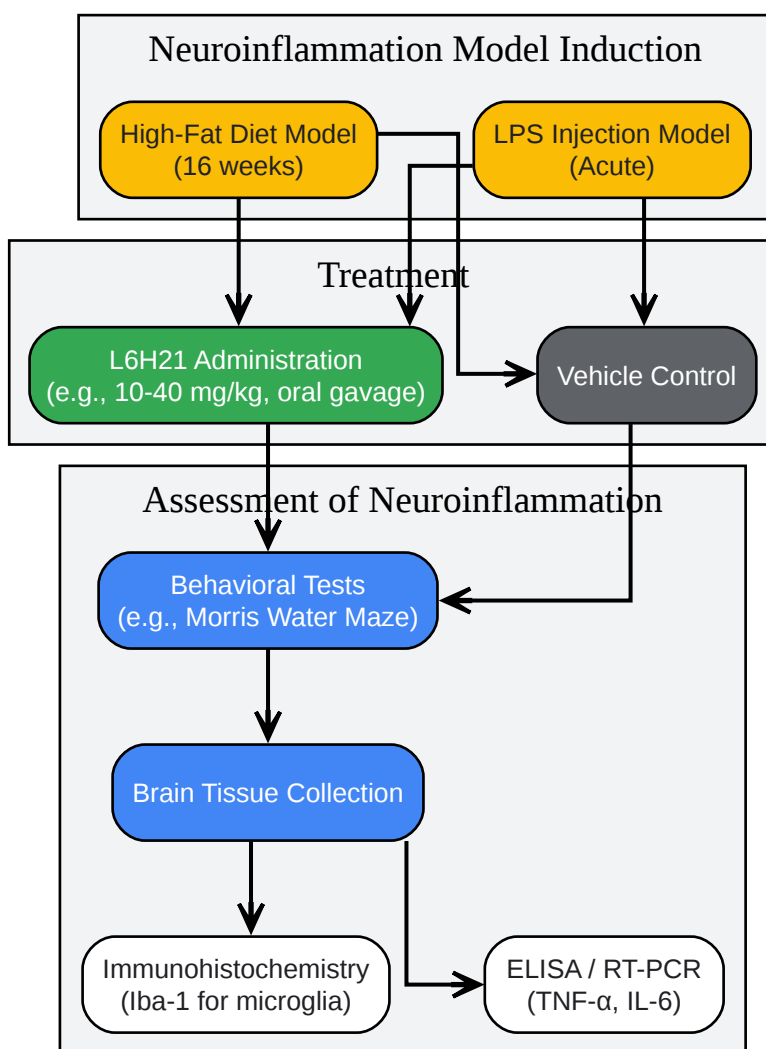 Neuroinflammation Model Induction
High-Fat Diet Model
(16 weeks)
LPS Injection Model
(Acute)
Treatment
L6H21 Administration
(e.g., 10-40 mg/kg, oral gavage)
Vehicle Control
Assessment of Neuroinflammation
Behavioral Tests
(e.g., Morris Water Maze)
Brain Tissue Collection
Immunohistochemistry
(Iba-1 for microglia)
ELISA / RT-PCR
(TNF-α, IL-6)